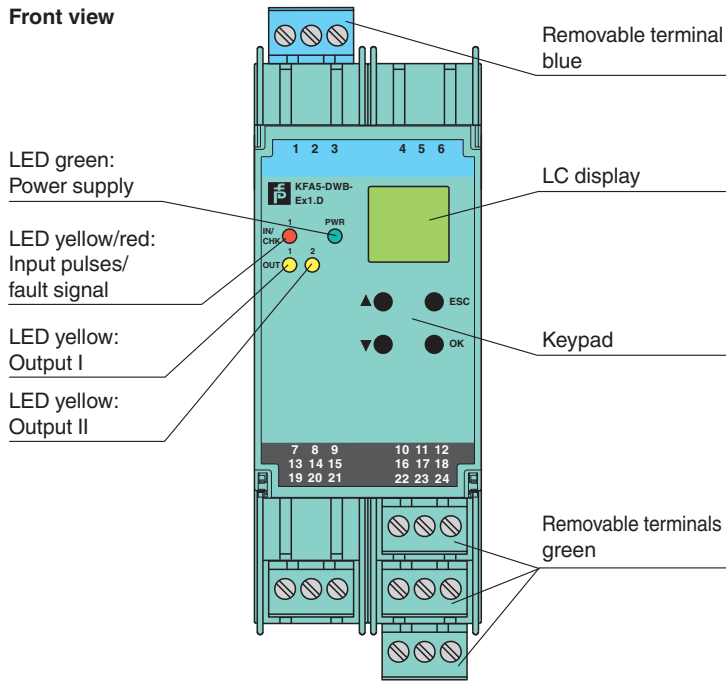 Front view
Removable terminal
blue
1 2 3 4 5 6
LED green:
Power supply
KFA5-DWB-
Ex1.D
LC display
1 PWR
IN/
CHK
LED yellow/red:
Input pulses/
fault signal
1 2
OUT
▲ ESC
LED yellow:
Output I
Keypad
▼ OK
LED yellow:
Output II
7 8 9 10 11 12
13 14 15 16 17 18
19 20 21 22 23 24
Removable terminals
green